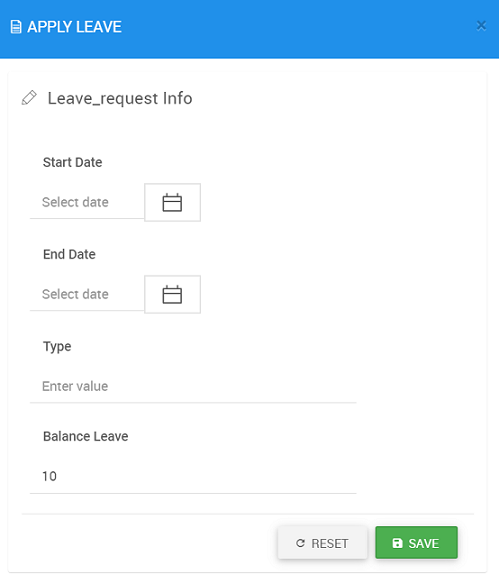 APPLY LEAVE
×
Leave_request Info
Start Date
Select date
End Date
Select date
Type
Enter value
Balance Leave
10
RESET SAVE